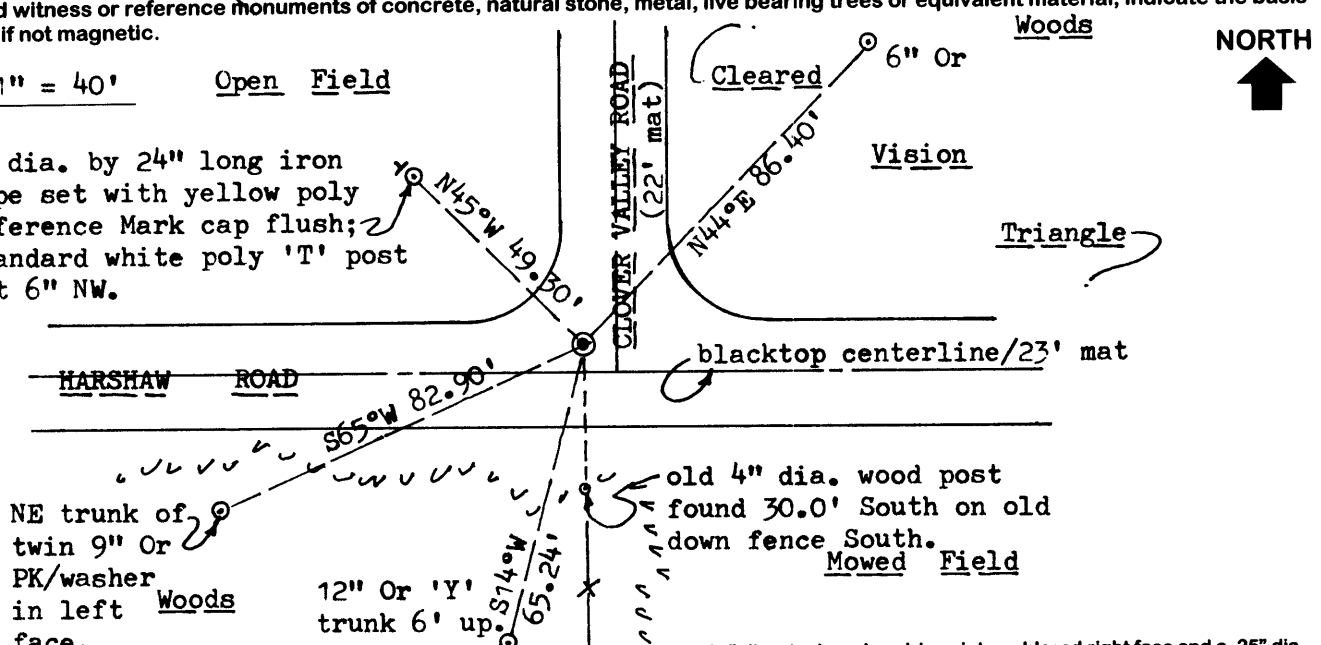 witness or reference monuments of concrete, natural stone, metal, live bearing trees or equivalent material; indicate the basis
if not magnetic.
Woods
NORTH
1" = 40'
Open Field
Cleared
6" Or
CLOVER VALLEY ROAD
(22' mat)
Vision
Triangle
dia. by 24" long iron
set with yellow poly
Mark cap flush;
white poly 'T' post
6" NW.
N45°W 49.30'
N44°E 86.40'
blacktop centerline/23' mat
HARSHAW ROAD
S65°W 82.90'
old 4" dia. wood post
found 30.0' South on old
down fence South.
Mowed Field
NE trunk of
twin 9" Or
PK/washer
in left
face.
Woods
12" Or 'Y'
trunk 6' up.
S14°W
65.24'